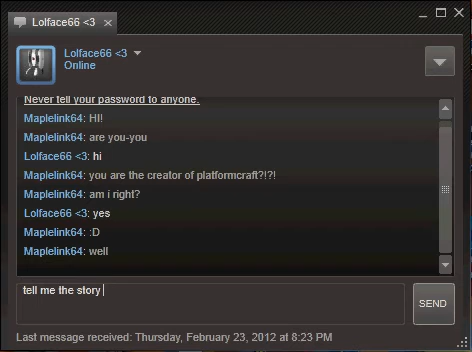 Lolface66 <3
Lolface66 <3
Online
Never tell your password to anyone.
Maplelink64: HI!
Maplelink64: are you-you
Lolface66 <3: hi
Maplelink64: you are the creator of platformcraft?!?!
Maplelink64: am i right?
Lolface66 <3: yes
Maplelink64: :D
Maplelink64: well
tell me the story
SEND
Last message received: Thursday, February 23, 2012 at 8:23 PM